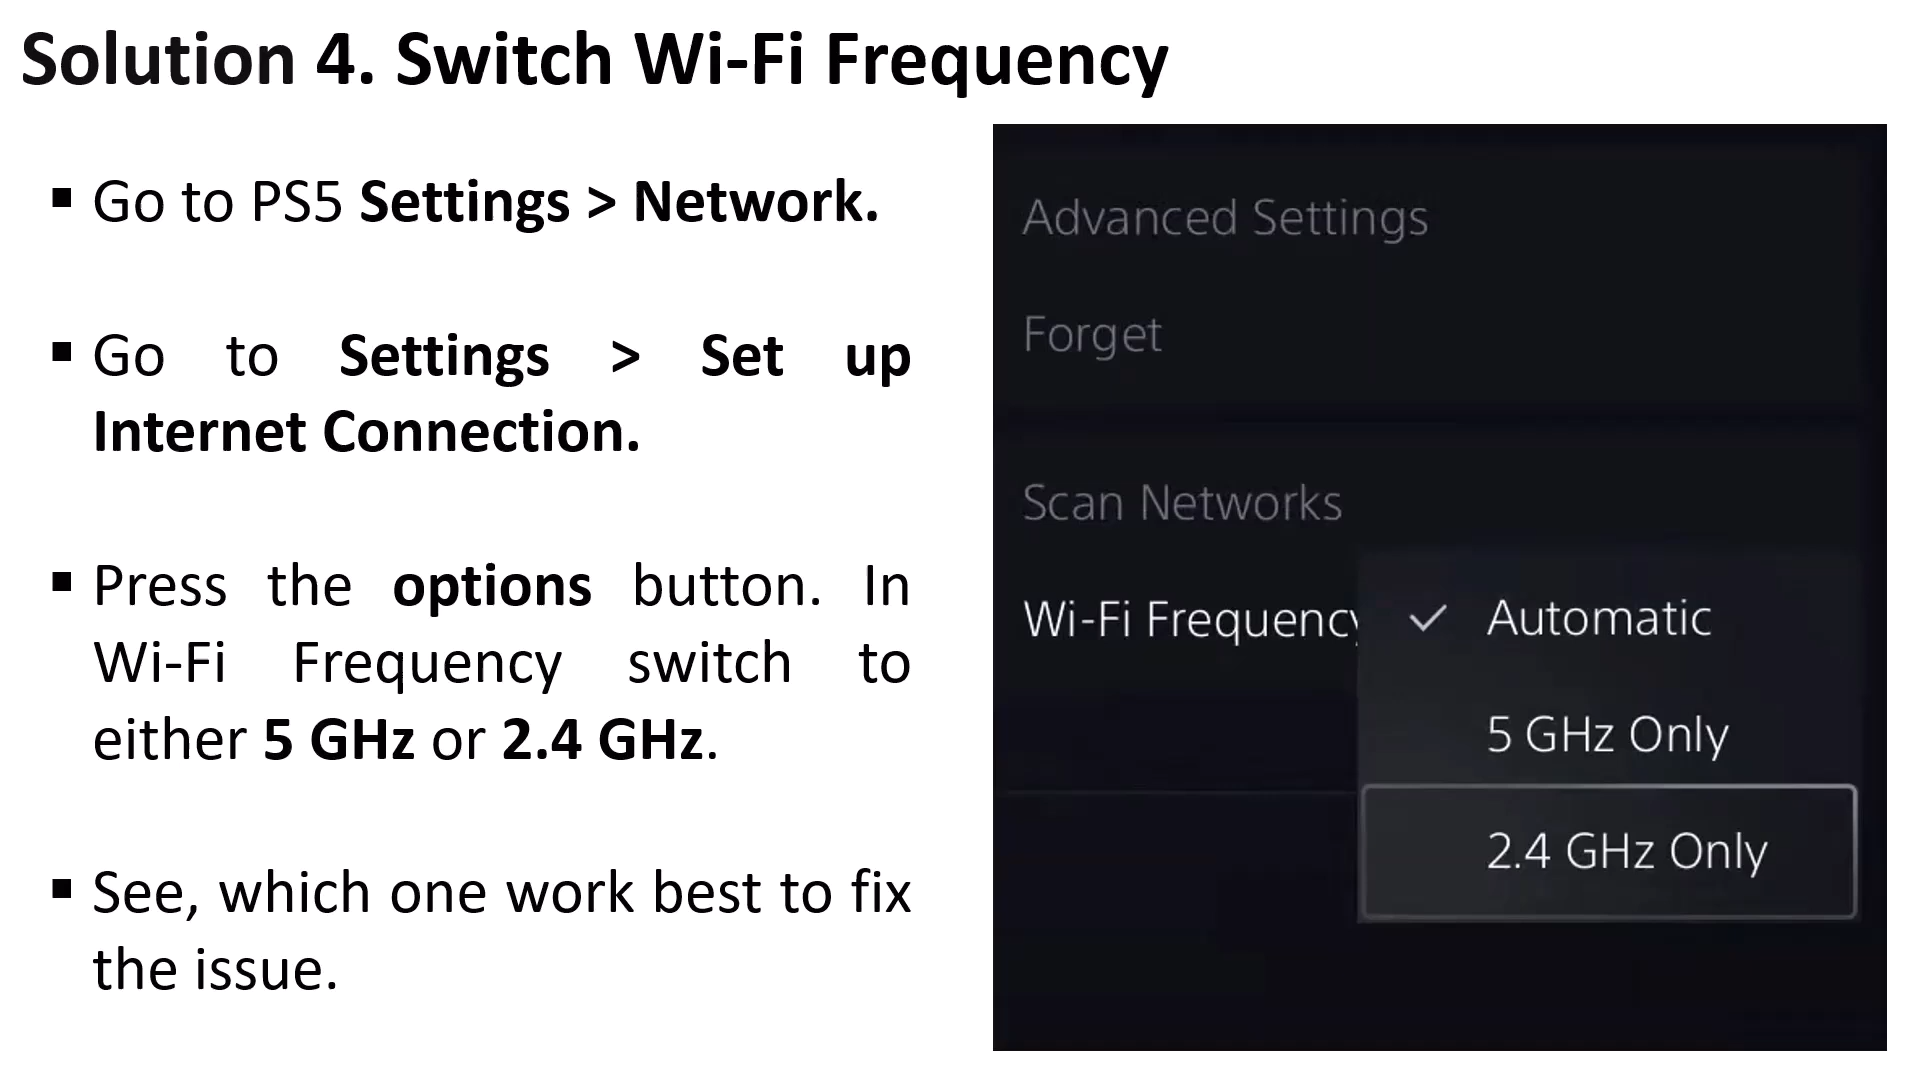 Solution 4. Switch Wi-Fi Frequency
▪ Go to PS5 Settings > Network.
▪ Go to Settings > Set up
Internet Connection.
▪ Press the options button. In
Wi-Fi Frequency switch to
either 5 GHz or 2.4 GHz.
▪ See, which one work best to fix
the issue.
Advanced Settings
Forget
Scan Networks
Wi-Fi Frequency
✓ Automatic
5 GHz Only
2.4 GHz Only